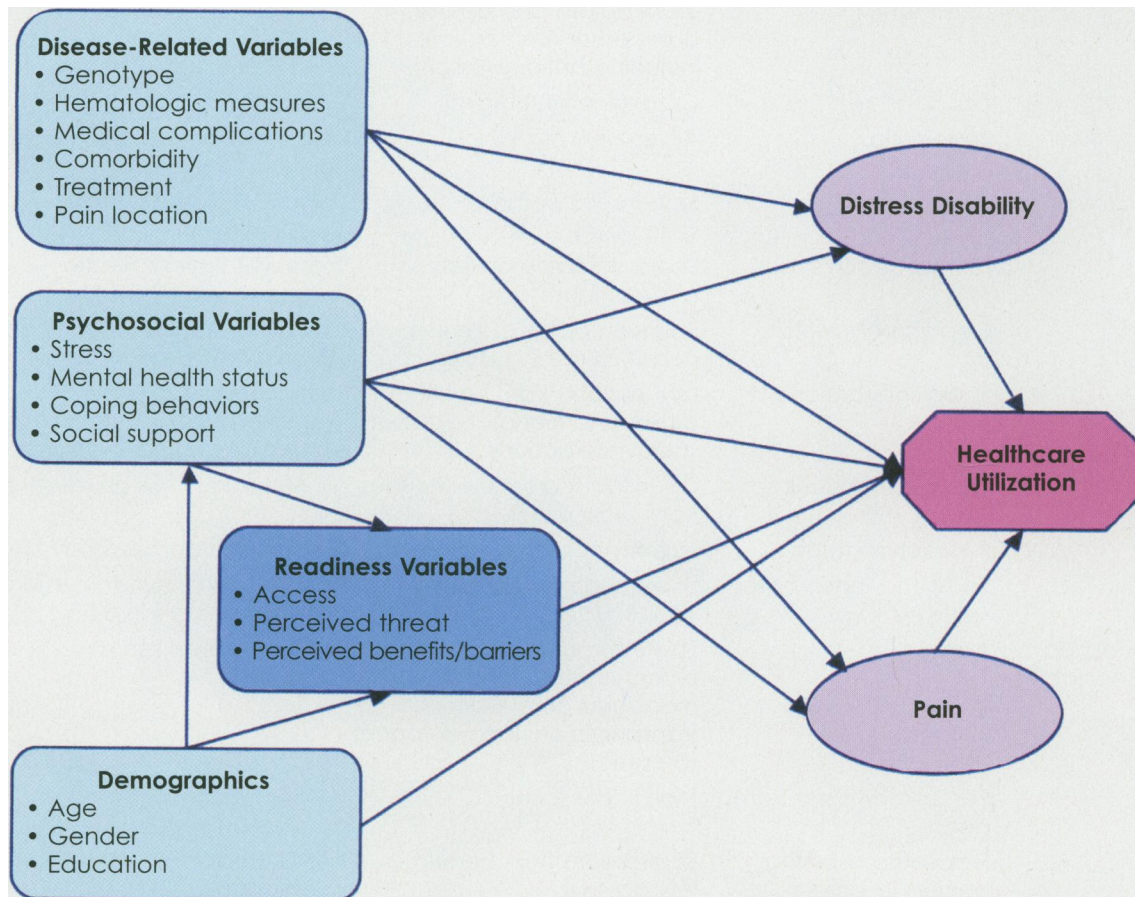 Disease-Related Variables
• Genotype
• Hematologic measures
• Medical complications
• Comorbidity
• Treatment
• Pain location
Distress Disability
Psychosocial Variables
• Stress
• Mental health status
• Coping behaviors
• Social support
Healthcare
Utilization
Readiness Variables
• Access
• Perceived threat
• Perceived benefits/barriers
Pain
Demographics
• Age
• Gender
• Education